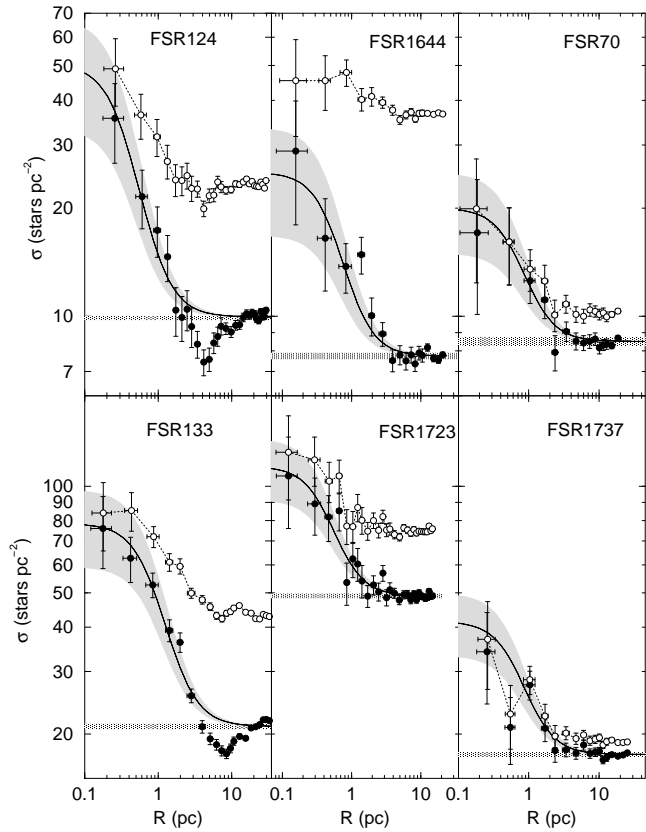 70
60
50
40
30
20
10
7
σ (stars pc⁻²)
FSR124
FSR1644
FSR70
R (pc)
100
90
80
70
60
50
40
30
20
σ (stars pc⁻²)
FSR133
FSR1723
FSR1737
0.1 1 10 0.1 1 10 0.1 1 10 100
R (pc) R (pc) R (pc)